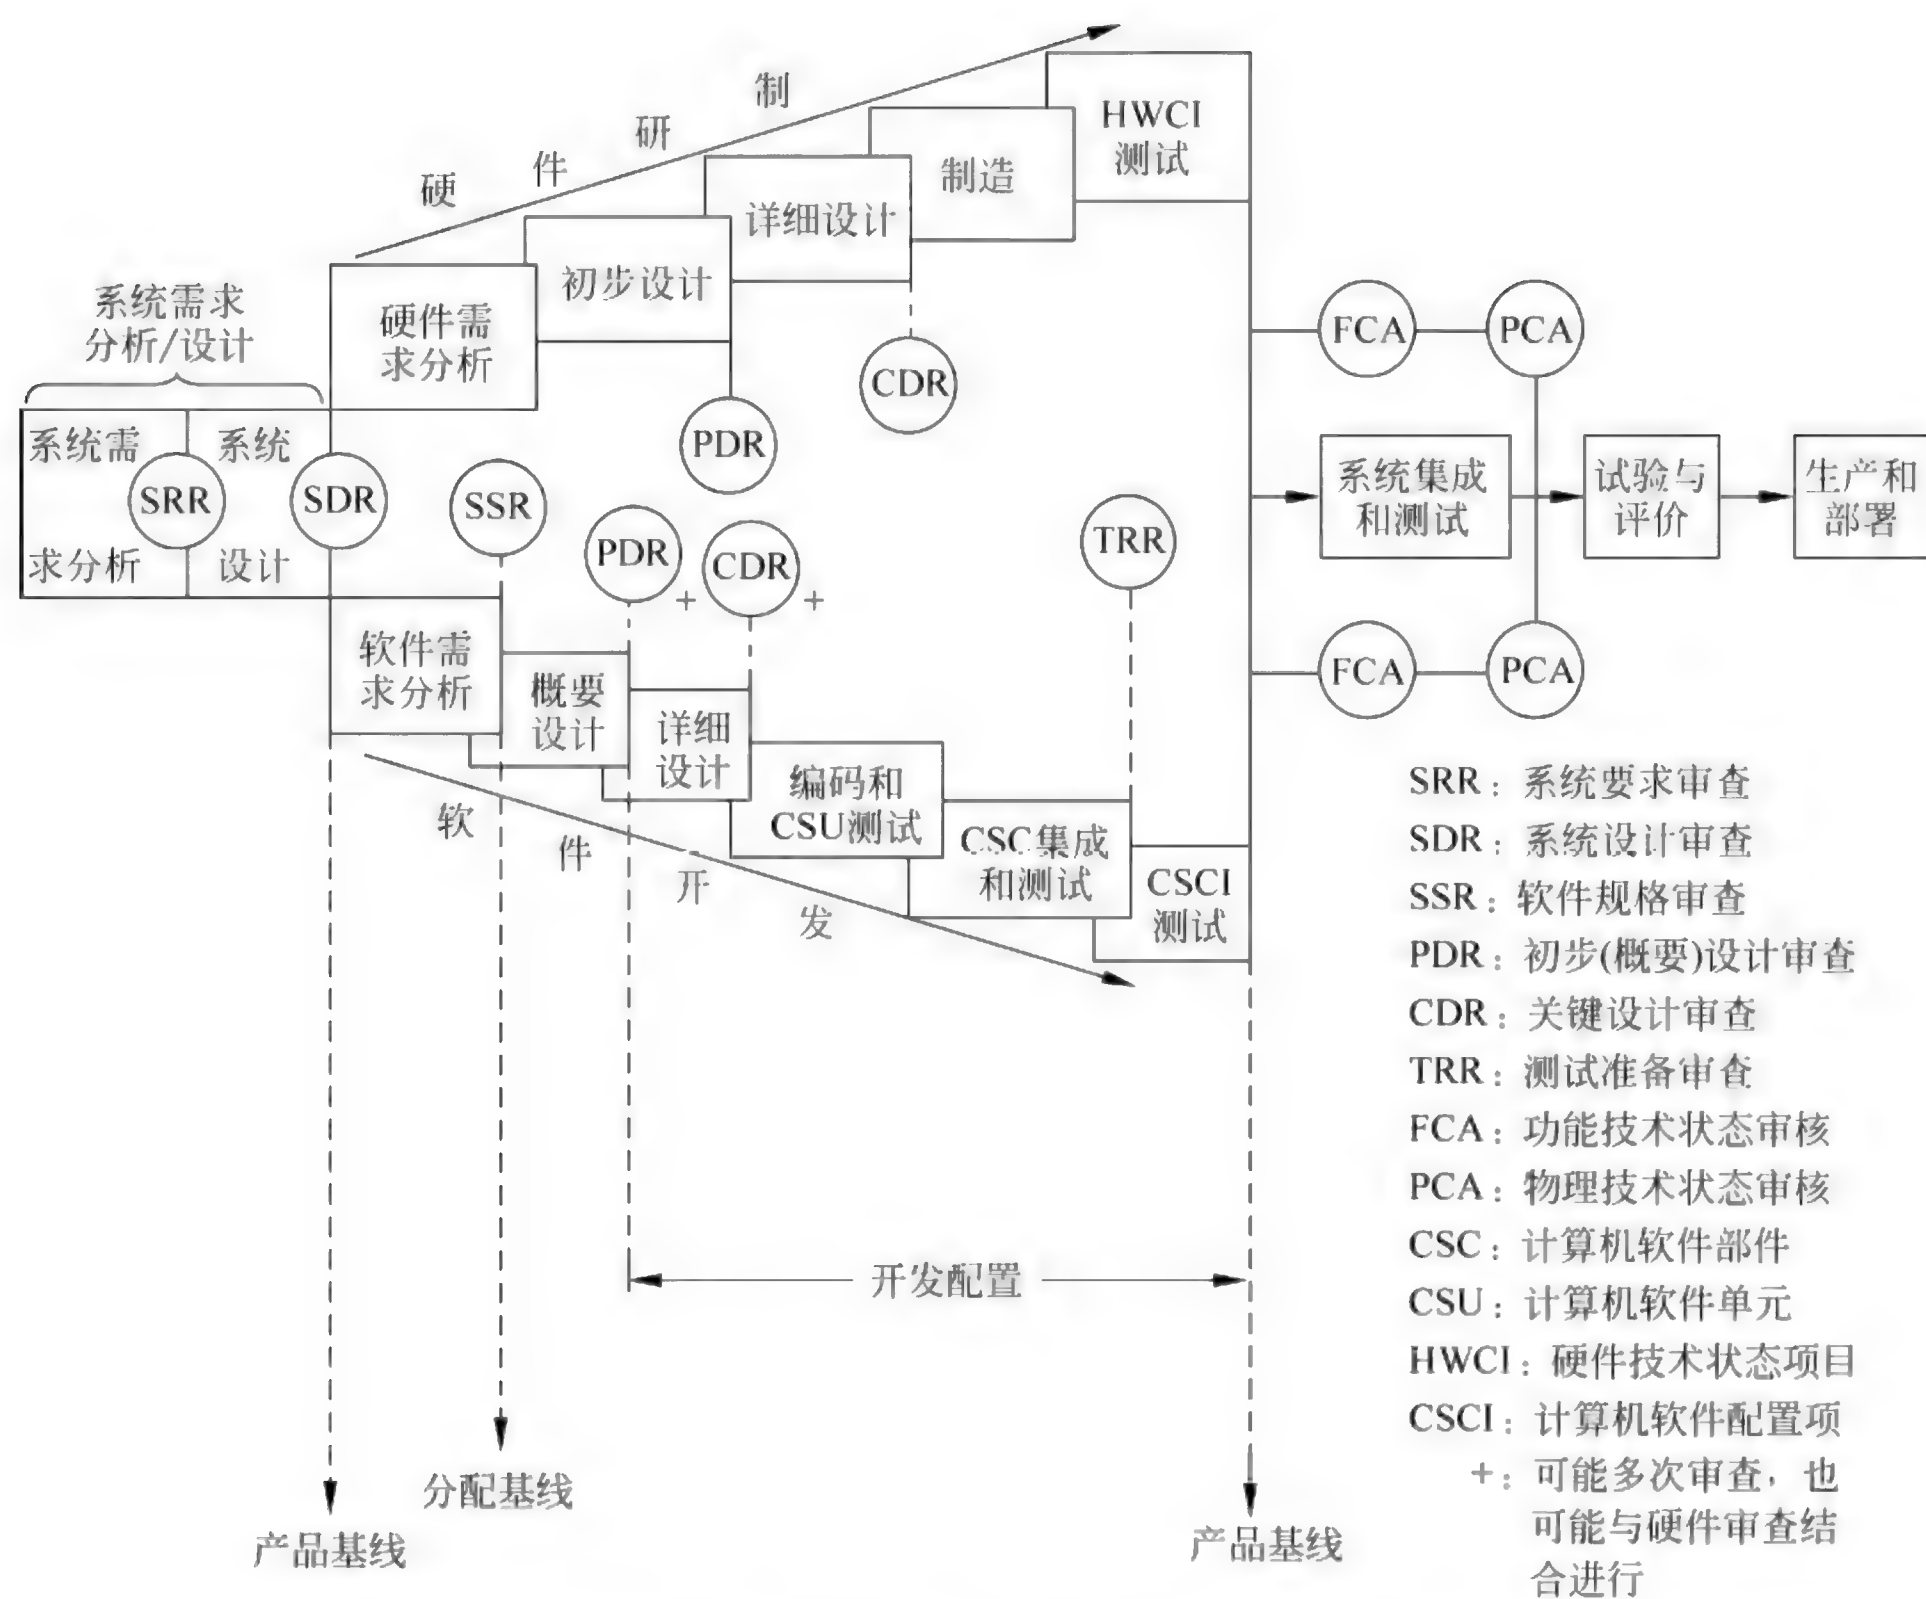 硬件研制
HWCI
测试
制造
详细设计
初步设计
硬件需
求分析
系统需求
分析/设计
系统需
求分析
系统
设计
SRR
SDR
SSR
PDR
CDR
PDR
+
CDR
+
TRR
FCA
PCA
系统集成
和测试
试验与
评价
生产和
部署
FCA
PCA
软件需
求分析
概要
设计
详细
设计
编码和
CSU测试
CSC集成
和测试
CSCI
测试
软件开发
开发配置
分配基线
产品基线
产品基线
SRR：系统要求审查
SDR：系统设计审查
SSR：软件规格审查
PDR：初步(概要)设计审查
CDR：关键设计审查
TRR：测试准备审查
FCA：功能技术状态审核
PCA：物理技术状态审核
CSC：计算机软件部件
CSU：计算机软件单元
HWCI：硬件技术状态项目
CSCI：计算机软件配置项
+：可能多次审查，也
可能与硬件审查结
合进行